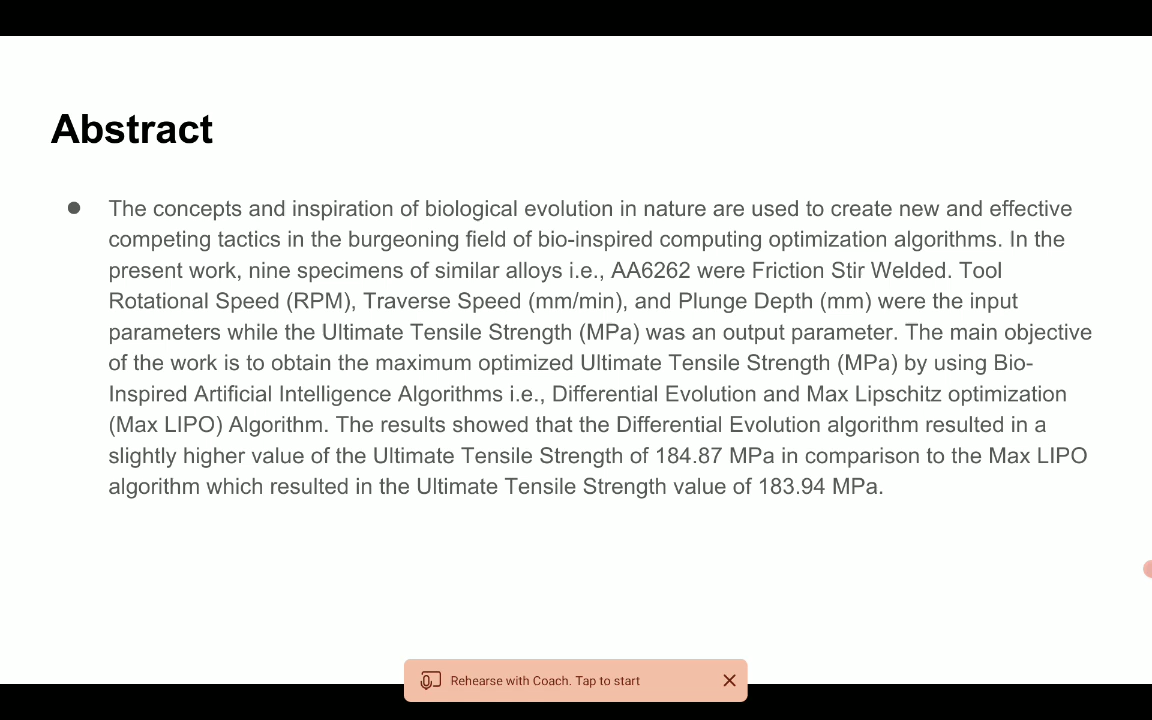 Abstract
● The concepts and inspiration of biological evolution in nature are used to create new and effective
competing tactics in the burgeoning field of bio-inspired computing optimization algorithms. In the
present work, nine specimens of similar alloys i.e., AA6262 were Friction Stir Welded. Tool
Rotational Speed (RPM), Traverse Speed (mm/min), and Plunge Depth (mm) were the input
parameters while the Ultimate Tensile Strength (MPa) was an output parameter. The main objective
of the work is to obtain the maximum optimized Ultimate Tensile Strength (MPa) by using Bio-
Inspired Artificial Intelligence Algorithms i.e., Differential Evolution and Max Lipschitz optimization
(Max LIPO) Algorithm. The results showed that the Differential Evolution algorithm resulted in a
slightly higher value of the Ultimate Tensile Strength of 184.87 MPa in comparison to the Max LIPO
algorithm which resulted in the Ultimate Tensile Strength value of 183.94 MPa.
Rehearse with Coach. Tap to start